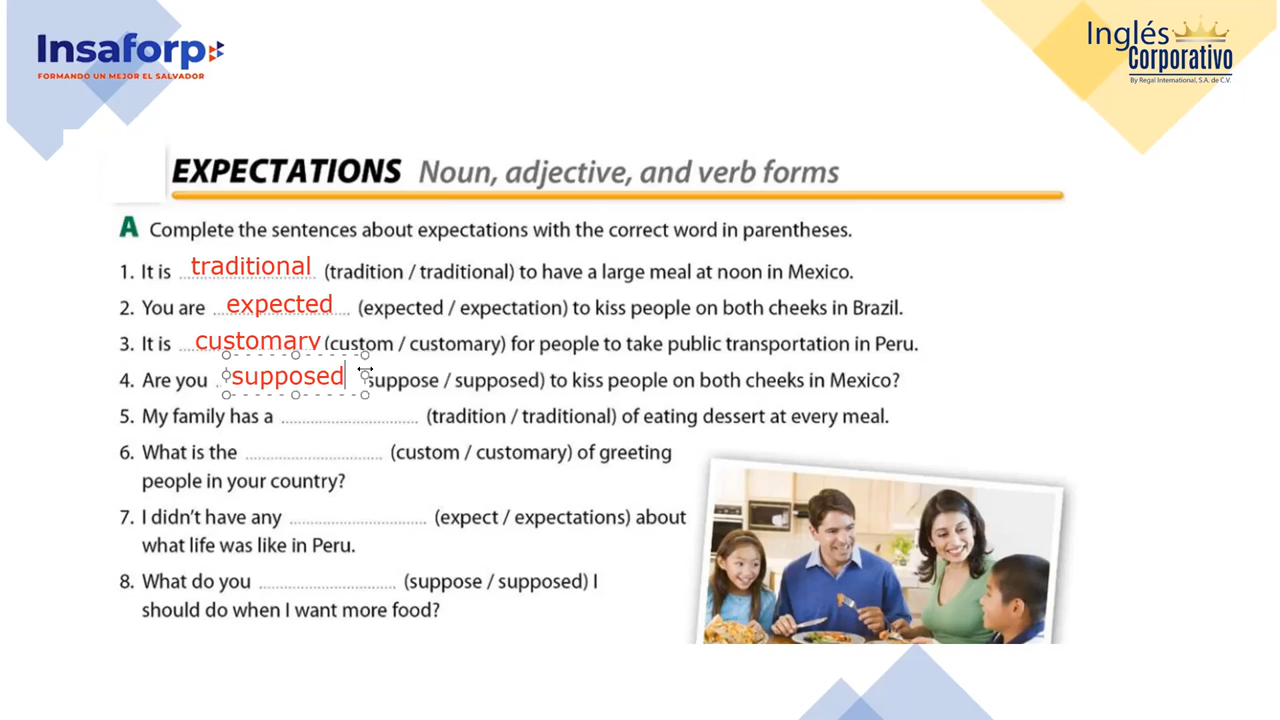 Insaforp
FORMANDO UN MEJOR EL SALVADOR
Inglés
Corporativo
By Regal International, S.A. de C.V.
EXPECTATIONS Noun, adjective, and verb forms
A Complete the sentences about expectations with the correct word in parentheses.
1. It is traditional (tradition / traditional) to have a large meal at noon in Mexico.
2. You are expected (expected / expectation) to kiss people on both cheeks in Brazil.
3. It is customary (custom / customary) for people to take public transportation in Peru.
4. Are you supposed suppose / supposed) to kiss people on both cheeks in Mexico?
5. My family has a (tradition / traditional) of eating dessert at every meal.
6. What is the (custom / customary) of greeting
people in your country?
7. I didn't have any (expect / expectations) about
what life was like in Peru.
8. What do you (suppose / supposed) I
should do when I want more food?